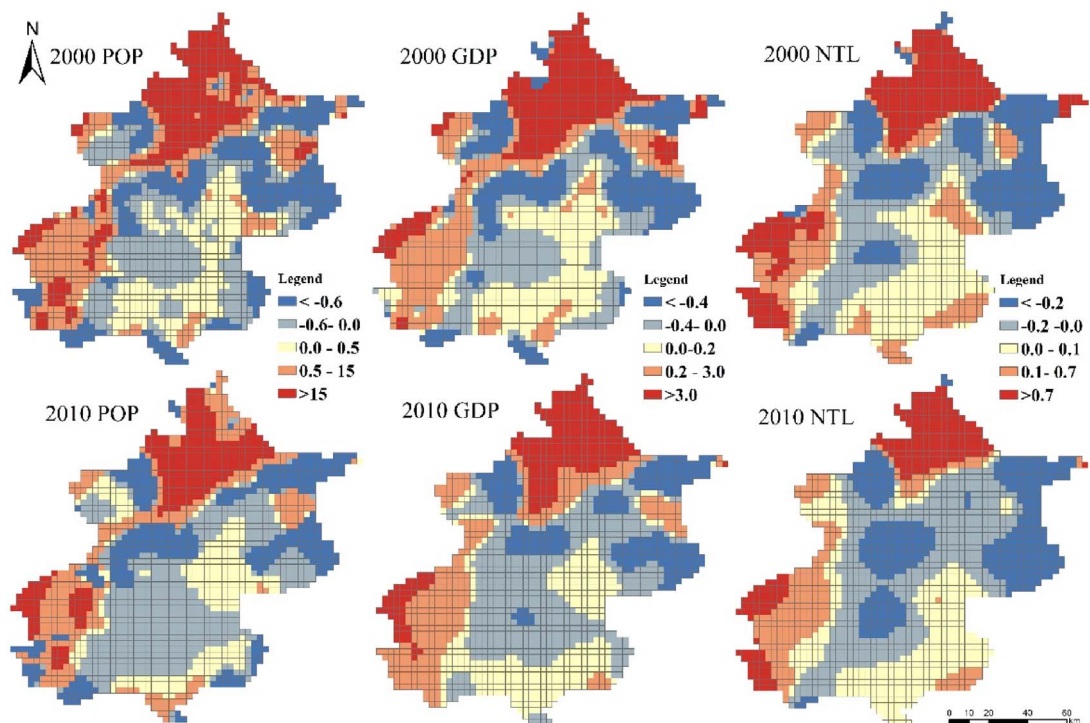 N
2000 POP
2000 GDP
2000 NTL
Legend
< -0.6
-0.6- 0.0
0.0 - 0.5
0.5 - 15
>15
Legend
< -0.4
-0.4- 0.0
0.0-0.2
0.2 - 3.0
>3.0
Legend
< -0.2
-0.2 -0.0
0.0 - 0.1
0.1 - 0.7
>0.7
2010 POP
2010 GDP
2010 NTL
0 10 20 40 60